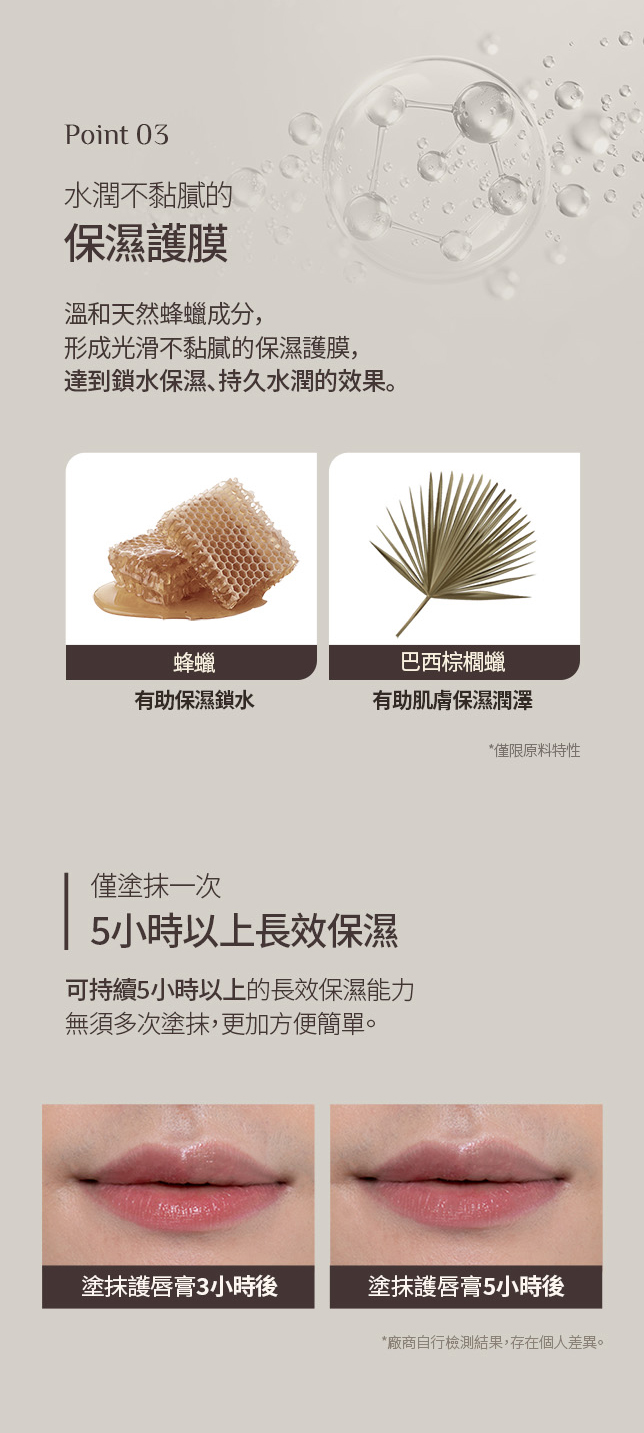 Point 03
水潤不黏膩的
保濕護膜
溫和天然蜂蠟成分,
形成光滑不黏膩的保濕護膜,
達到鎖水保濕、持久水潤的效果。
蜂蠟
巴西棕櫚蠟
有助保濕鎖水
有助肌膚保濕潤澤
*僅限原料特性
僅塗抹一次
5小時以上長效保濕
可持續5小時以上的長效保濕能力
無須多次塗抹，更加方便簡單。
塗抹護唇膏3小時後
塗抹護唇膏5小時後
*廠商自行檢測結果，存在個人差異。